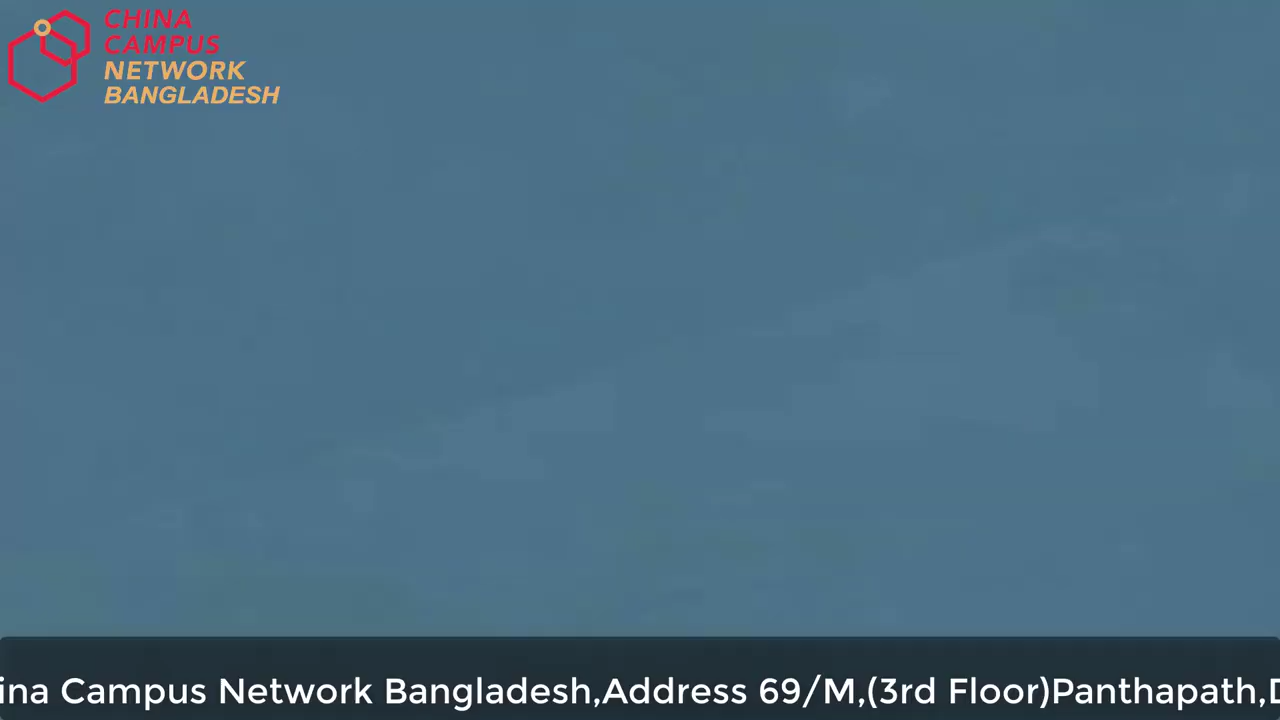 CHINA
CAMPUS
NETWORK
BANGLADESH
ina Campus Network Bangladesh,Address 69/M,(3rd Floor)Panthapath,D